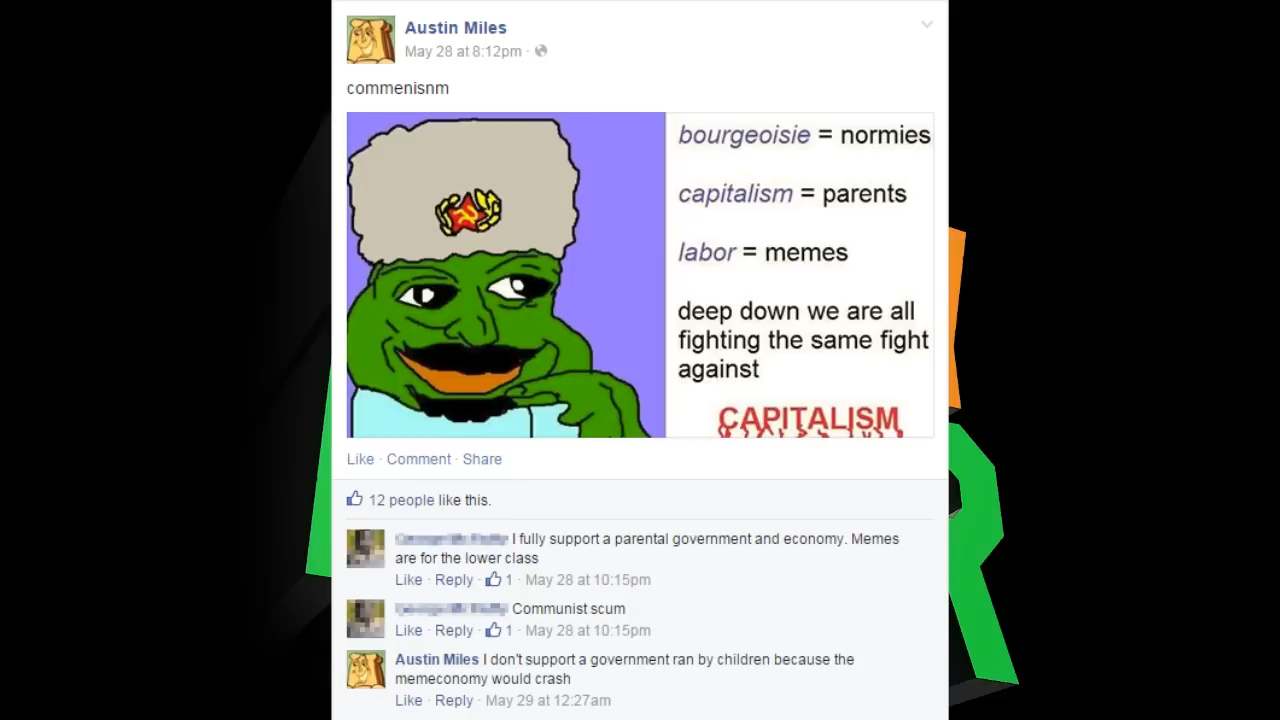 Austin Miles
May 28 at 8:12pm ·
commenisnm
bourgeoisie = normies
capitalism = parents
labor = memes
deep down we are all
fighting the same fight
against
CAPITALISM
Like · Comment · Share
12 people like this.
I fully support a parental government and economy. Memes
are for the lower class
Like · Reply · 1 · May 28 at 10:15pm
Communist scum
Like · Reply · 1 · May 28 at 10:15pm
Austin Miles I don't support a government ran by children because the
memeconomy would crash
Like · Reply · May 29 at 12:27am